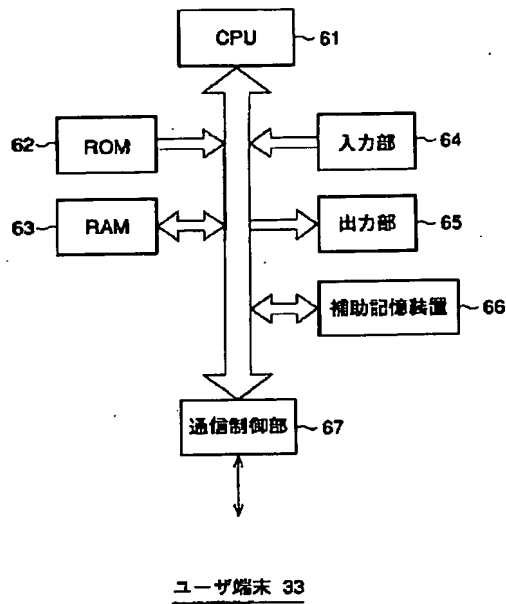 CPU 61
62 ROM
入力部 64
63 RAM
出力部 65
補助記憶装置 66
通信制御部 67
ユーザ端末 33